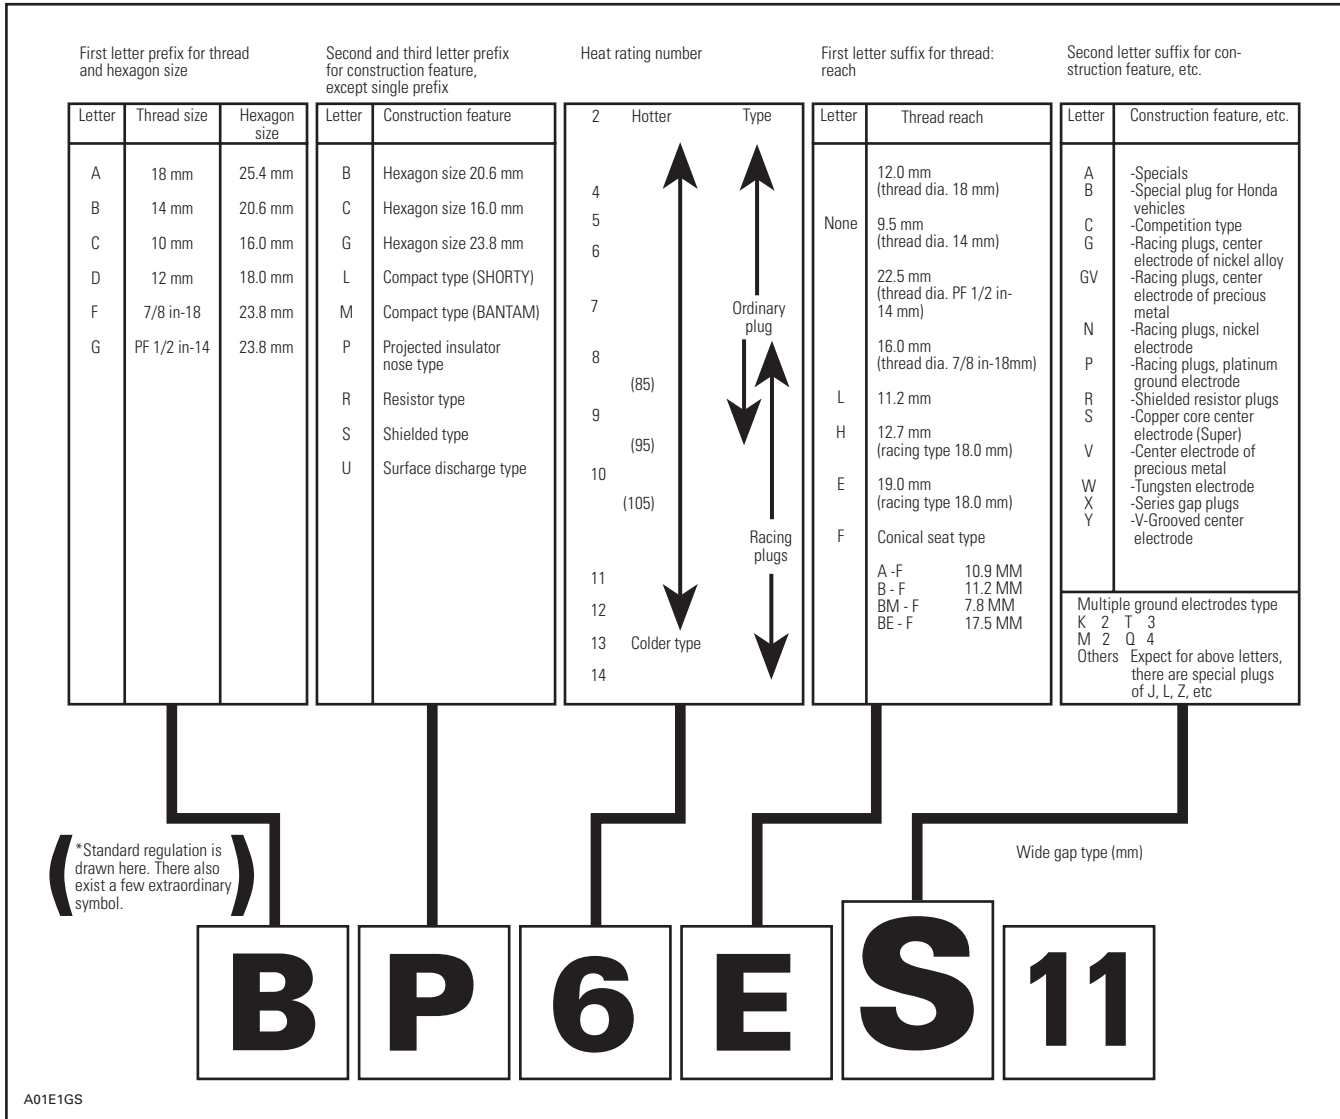 First letter prefix for thread
and hexagon size
Letter Thread size Hexagon
size
A 18 mm 25.4 mm
B 14 mm 20.6 mm
C 10 mm 16.0 mm
D 12 mm 18.0 mm
F 7/8 in-18 23.8 mm
G PF 1/2 in-14 23.8 mm
Second and third letter prefix
for construction feature,
except single prefix
Letter Construction feature
B Hexagon size 20.6 mm
C Hexagon size 16.0 mm
G Hexagon size 23.8 mm
L Compact type (SHORTY)
M Compact type (BANTAM)
P Projected insulator
nose type
R Resistor type
S Shielded type
U Surface discharge type
Heat rating number
2 Hotter Type
4
5
6
7
Ordinary
plug
8
(85)
9
(95)
10
(105)
Racing
plugs
11
12
13 Colder type
14
First letter suffix for thread:
reach
Letter Thread reach
12.0 mm
(thread dia. 18 mm)
None 9.5 mm
(thread dia. 14 mm)
22.5 mm
(thread dia. PF 1/2 in-
14 mm)
16.0 mm
(thread dia. 7/8 in-18mm)
L 11.2 mm
H 12.7 mm
(racing type 18.0 mm)
E 19.0 mm
(racing type 18.0 mm)
F Conical seat type
A -F 10.9 MM
B - F 11.2 MM
BM - F 7.8 MM
BE - F 17.5 MM
Second letter suffix for con-
struction feature, etc.
Letter Construction feature, etc.
A -Specials
B -Special plug for Honda
vehicles
C -Competition type
G -Racing plugs, center
electrode of nickel alloy
GV -Racing plugs, center
electrode of precious
metal
N -Racing plugs, nickel
electrode
P -Racing plugs, platinum
ground electrode
R -Shielded resistor plugs
S -Copper core center
electrode (Super)
V -Center electrode of
precious metal
W -Tungsten electrode
X -Series gap plugs
Y -V-Grooved center
electrode
Multiple ground electrodes type
K 2 T 3
M 2 Q 4
Others Expect for above letters,
there are special plugs
of J, L, Z, etc
*Standard regulation is
drawn here. There also
exist a few extraordinary
symbol.
Wide gap type (mm)
B P 6 E S 11
A01E1GS